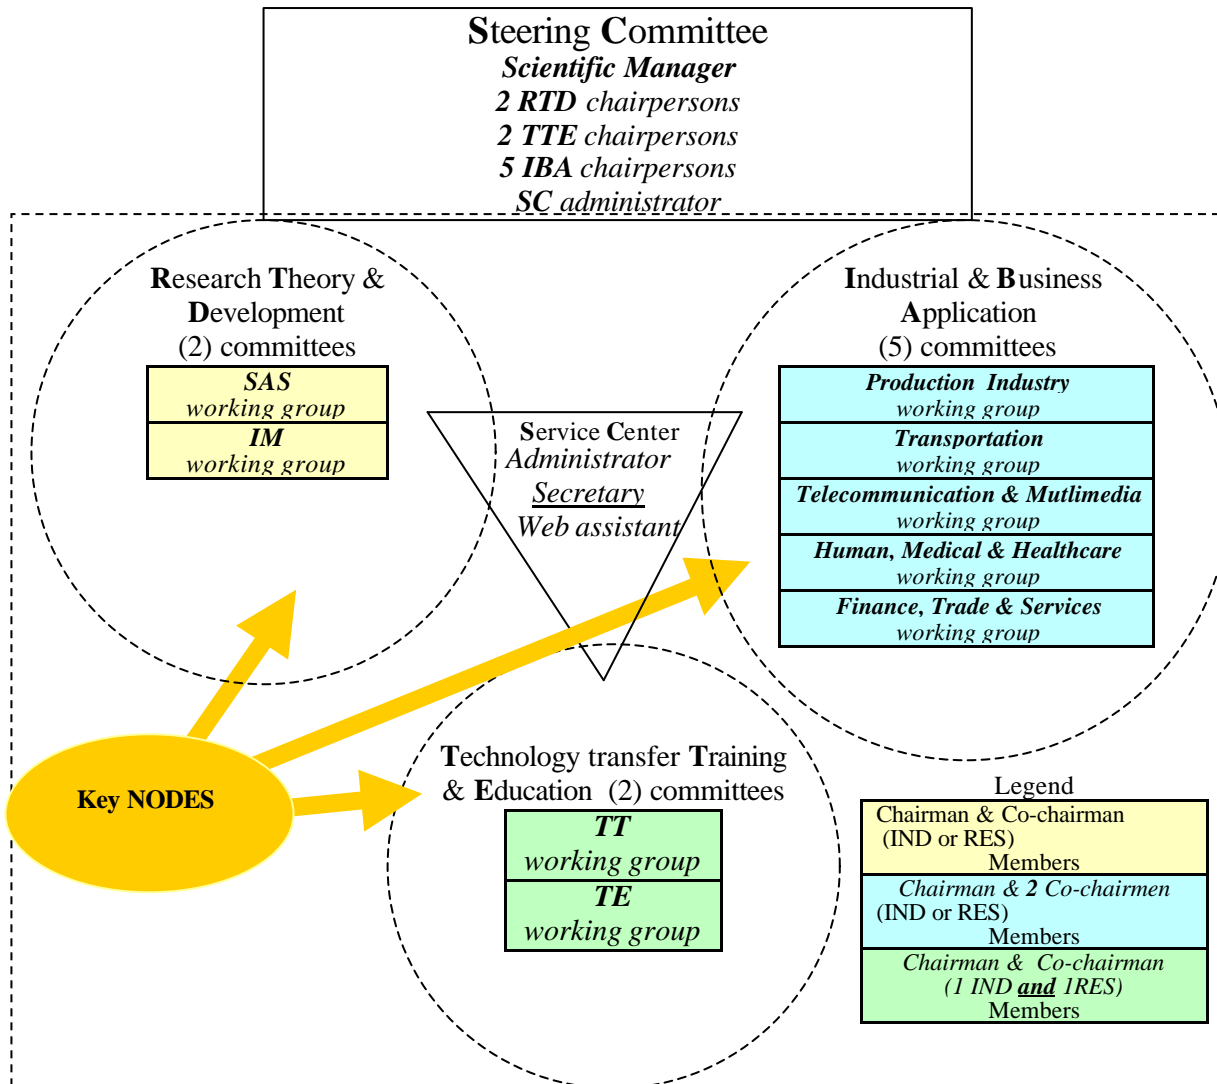 Steering Committee
Scientific Manager
2 RTD chairpersons
2 TTE chairpersons
5 IBA chairpersons
SC administrator
Research Theory &
Development
(2) committees
SAS
working group
IM
working group
Service Center
Administrator
Secretary
Web assistant
Industrial & Business
Application
(5) committees
Production Industry
working group
Transportation
working group
Telecommunication & Mutlimedia
working group
Human, Medical & Healthcare
working group
Finance, Trade & Services
working group
Key NODES
Technology transfer Training
& Education (2) committees
TT
working group
TE
working group
Legend
Chairman & Co-chairman
(IND or RES)
Members
Chairman & 2 Co-chairmen
(IND or RES)
Members
Chairman & Co-chairman
(1 IND and 1RES)
Members